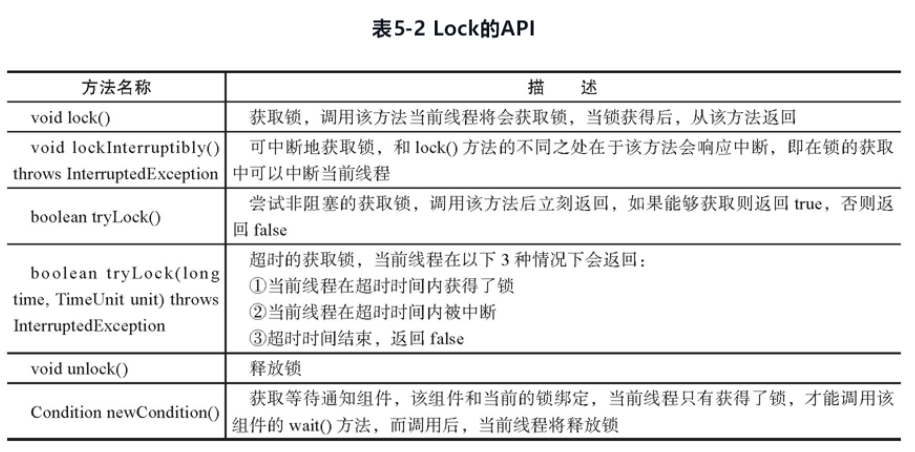 表5-2 Lock的API
方法名称
描 述
void lock()
获取锁，调用该方法当前线程将会获取锁，当锁获得后，从该方法返回
void lockInterruptibly()
throws InterruptedException
可中断地获取锁，和 lock() 方法的不同之处在于该方法会响应中断，即在锁的获取
中可以中断当前线程
boolean tryLock()
尝试非阻塞的获取锁，调用该方法后立刻返回，如果能够获取则返回 true，否则返
回 false
boolean tryLock(long
time, TimeUnit unit) throws
InterruptedException
超时的获取锁，当前线程在以下 3 种情况下会返回：
①当前线程在超时时间内获得了锁
②当前线程在超时时间内被中断
③超时时间结束，返回 false
void unlock()
释放锁
Condition newCondition()
获取等待通知组件，该组件和当前的锁绑定，当前线程只有获得了锁，才能调用该
组件的 wait() 方法，而调用后，当前线程将释放锁